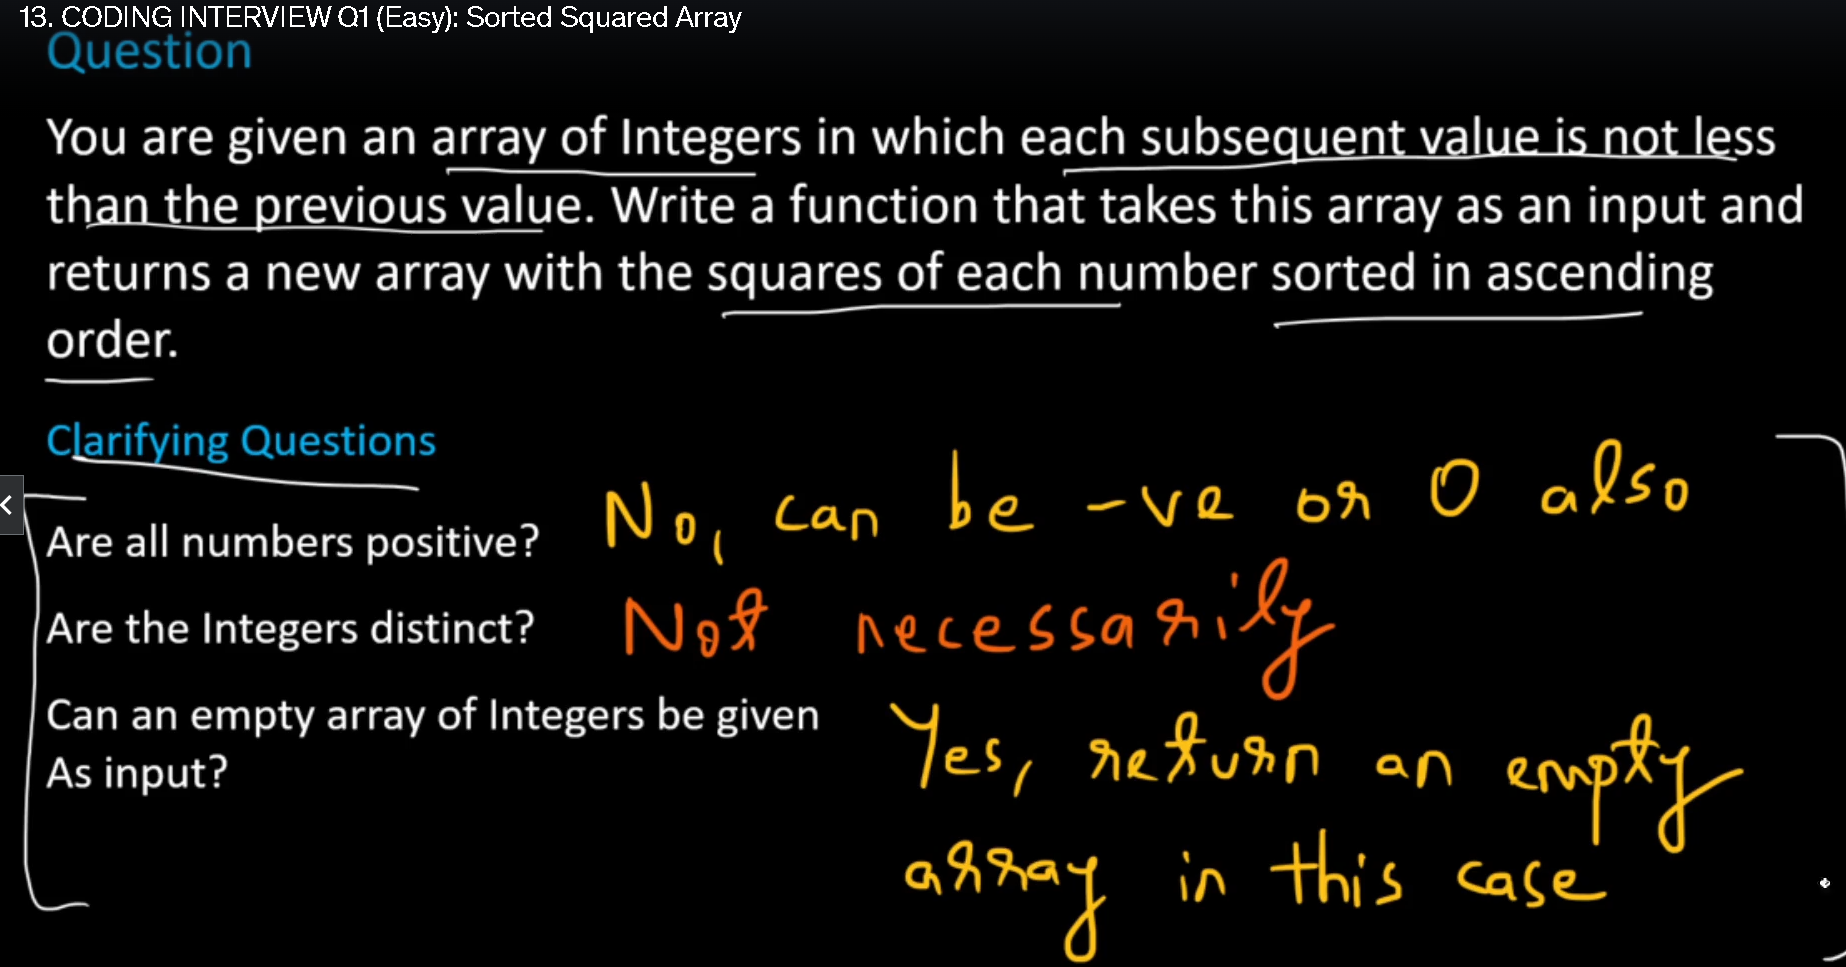 13. CODING INTERVIEW Q1 (Easy): Sorted Squared Array
Question
You are given an array of Integers in which each subsequent value is not less
than the previous value. Write a function that takes this array as an input and
returns a new array with the squares of each number sorted in ascending
order.
Clarifying Questions
Are all numbers positive? No, can be -ve or 0 also
Are the Integers distinct? Not necessarily
Can an empty array of Integers be given
As input?
Yes, return an empty
array in this case